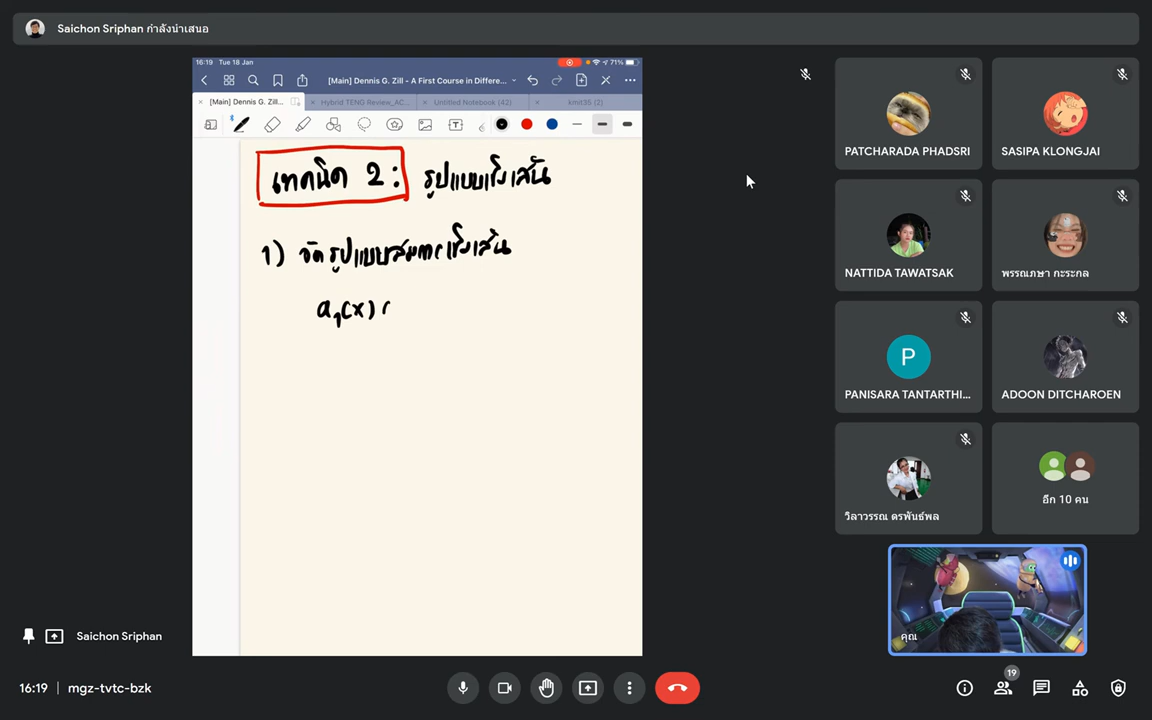 Saichon Sriphan กำลังนำเสนอ
16:19 Tue 18 Jan
71%
[Main] Dennis G. Zill - A First Course in Differe...
[Main] Dennis G. Zill...
Hybrid TENG Review_AC...
Untitled Notebook (42)
kmit35 (2)
เทคนิค 2: รูปแบบเชิงเส้น
1) จัดรูปแบบสมการเชิงเส้น
a₁(x)
PATCHARADA PHADSRI
SASIPA KLONGJAI
NATTIDA TAWATSAK
พรรณภษา กะระกล
P
PANISARA TANTARTHI...
ADOON DITCHAROEN
วิลาวรรณ ดรพันธ์พล
อีก 10 คน
คุณ
Saichon Sriphan
16:19 | mgz-tvtc-bzk
19